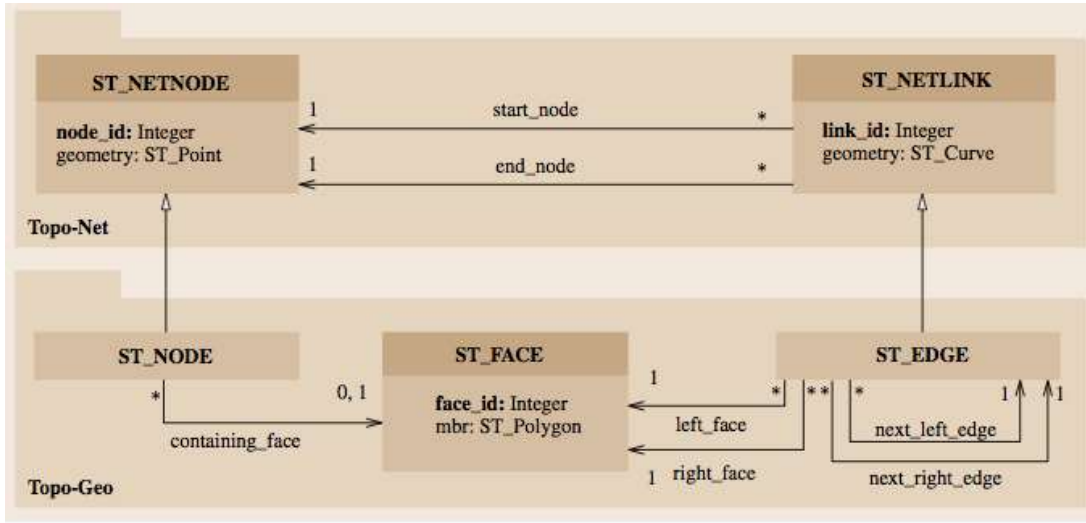 ST_NETNODE
node_id: Integer
geometry: ST_Point
1
start_node
*
1
end_node
*
ST_NETLINK
link_id: Integer
geometry: ST_Curve
Topo-Net
ST_NODE
*
0, 1
containing_face
ST_FACE
face_id: Integer
mbr: ST_Polygon
ST_EDGE
1
*
left_face
1
right_face
*
*
*
1
1
next_left_edge
next_right_edge
Topo-Geo